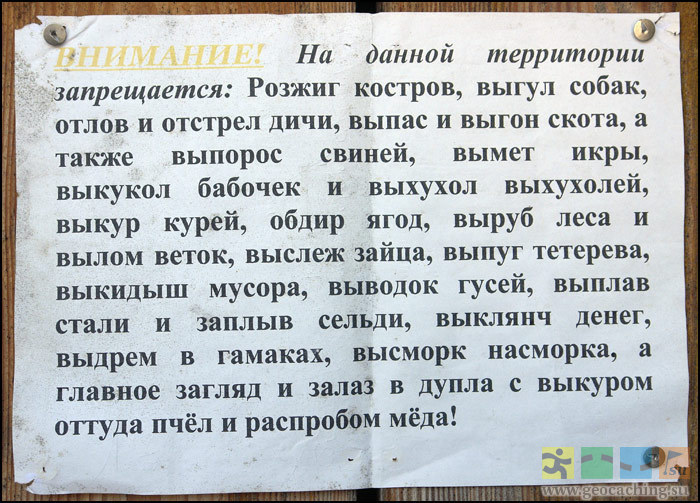 ВНИМАНИЕ! На данной территории
запрещается: Розжиг костров, выгул собак,
отлов и отстрел дичи, выпас и выгон скота, а
также выпорос свиней, вымет икры,
выкукол бабочек и выхухол выхухолей,
выкур курей, обдир ягод, выруб леса и
вылом веток, выслеж зайца, выпуг тетерева,
выкидыш мусора, выводок гусей, выплав
стали и заплыв сельди, выклянч денег,
выдрем в гамаках, высморк насморка, а
главное загляд и залаз в дупла с выкуром
оттуда пчёл и распробом мёда!
.su
www.geocaching.su